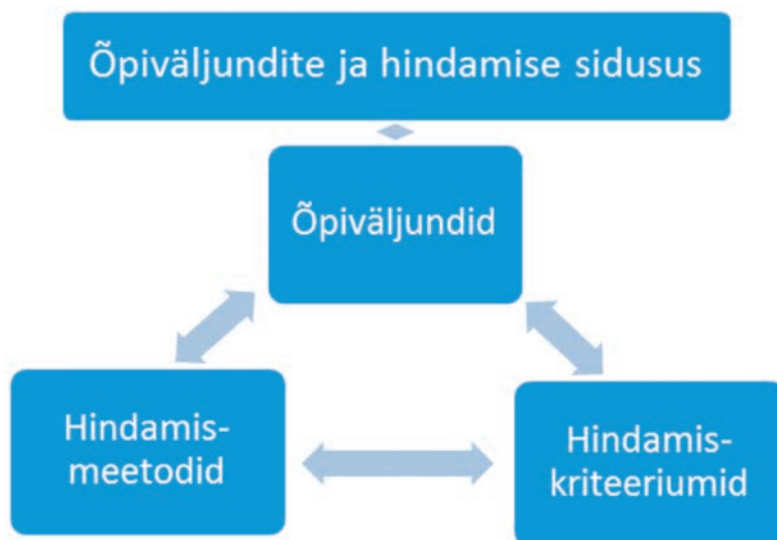 Õpiväljundite ja hindamise sidusus
Õpiväljundid
Hindamis-
meetodid
Hindamis-
kriteeriumid